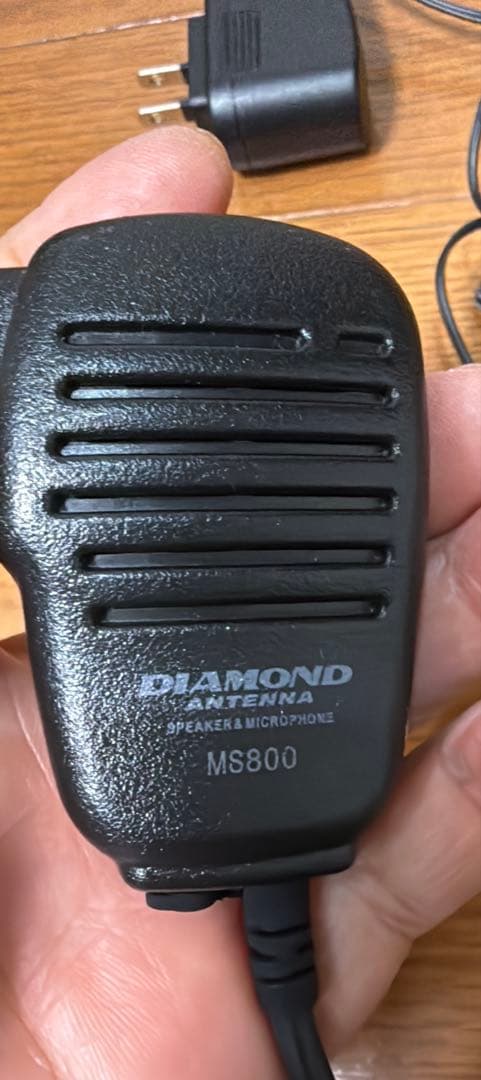 DIAMOND
ANTENNA
SPEAKER & MICROPHONE
MS800